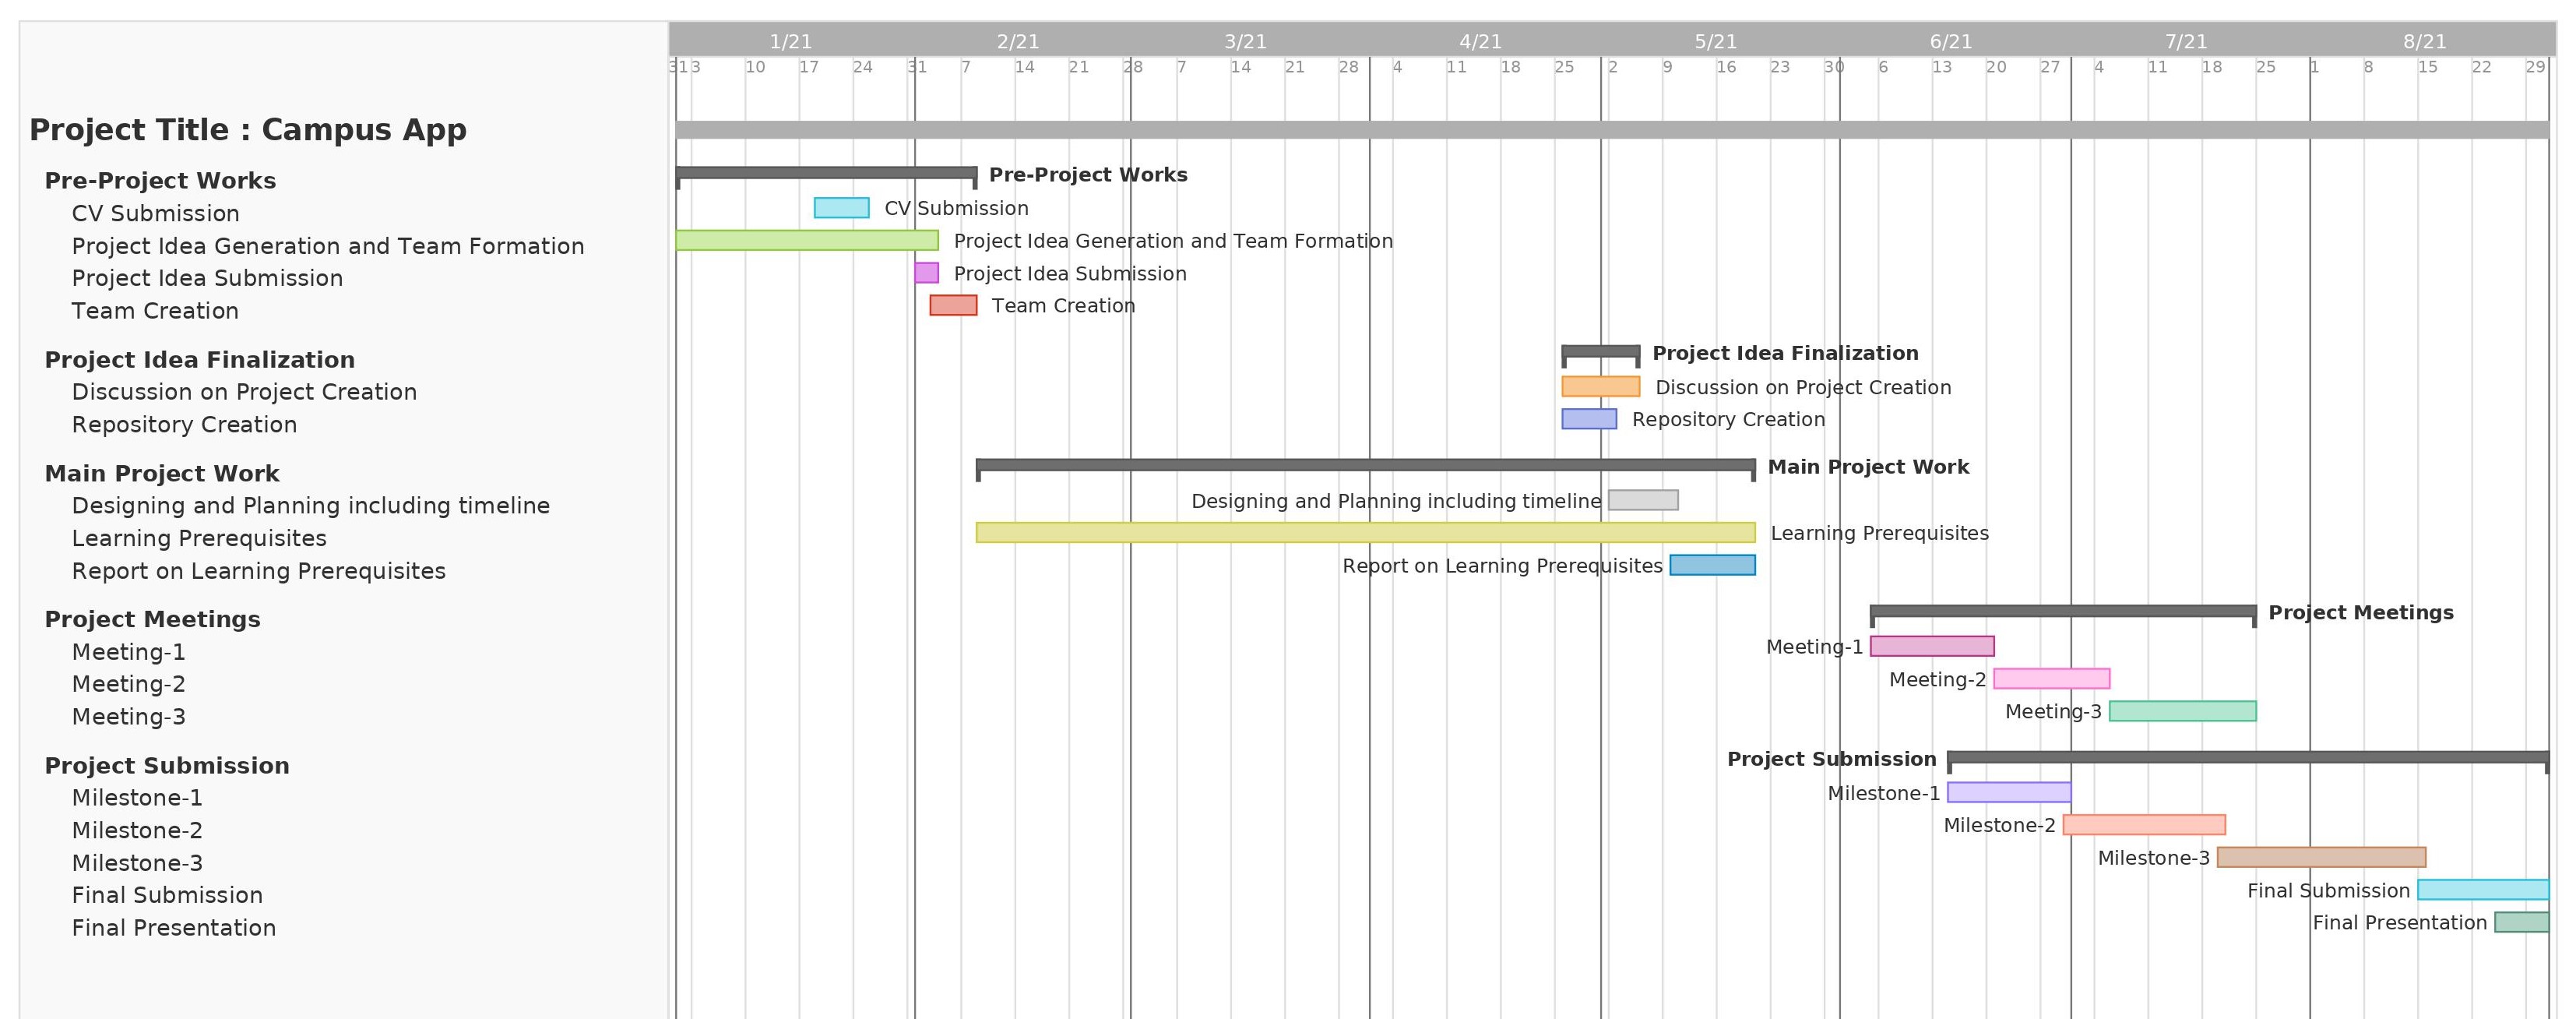 1/21 2/21 3/21 4/21 5/21 6/21 7/21 8/21
31 3 10 17 24 31 7 14 21 28 7 14 21 28 4 11 18 25 2 9 16 23 30 6 13 20 27 4 11 18 25 1 8 15 22 29
Project Title : Campus App
Pre-Project Works Pre-Project Works
CV Submission CV Submission
Project Idea Generation and Team Formation Project Idea Generation and Team Formation
Project Idea Submission Project Idea Submission
Team Creation Team Creation
Project Idea Finalization Project Idea Finalization
Discussion on Project Creation Discussion on Project Creation
Repository Creation Repository Creation
Main Project Work Main Project Work
Designing and Planning including timeline Designing and Planning including timeline
Learning Prerequisites Learning Prerequisites
Report on Learning Prerequisites Report on Learning Prerequisites
Project Meetings Project Meetings
Meeting-1 Meeting-1
Meeting-2 Meeting-2
Meeting-3 Meeting-3
Project Submission Project Submission
Milestone-1 Milestone-1
Milestone-2 Milestone-2
Milestone-3 Milestone-3
Final Submission Final Submission
Final Presentation Final Presentation